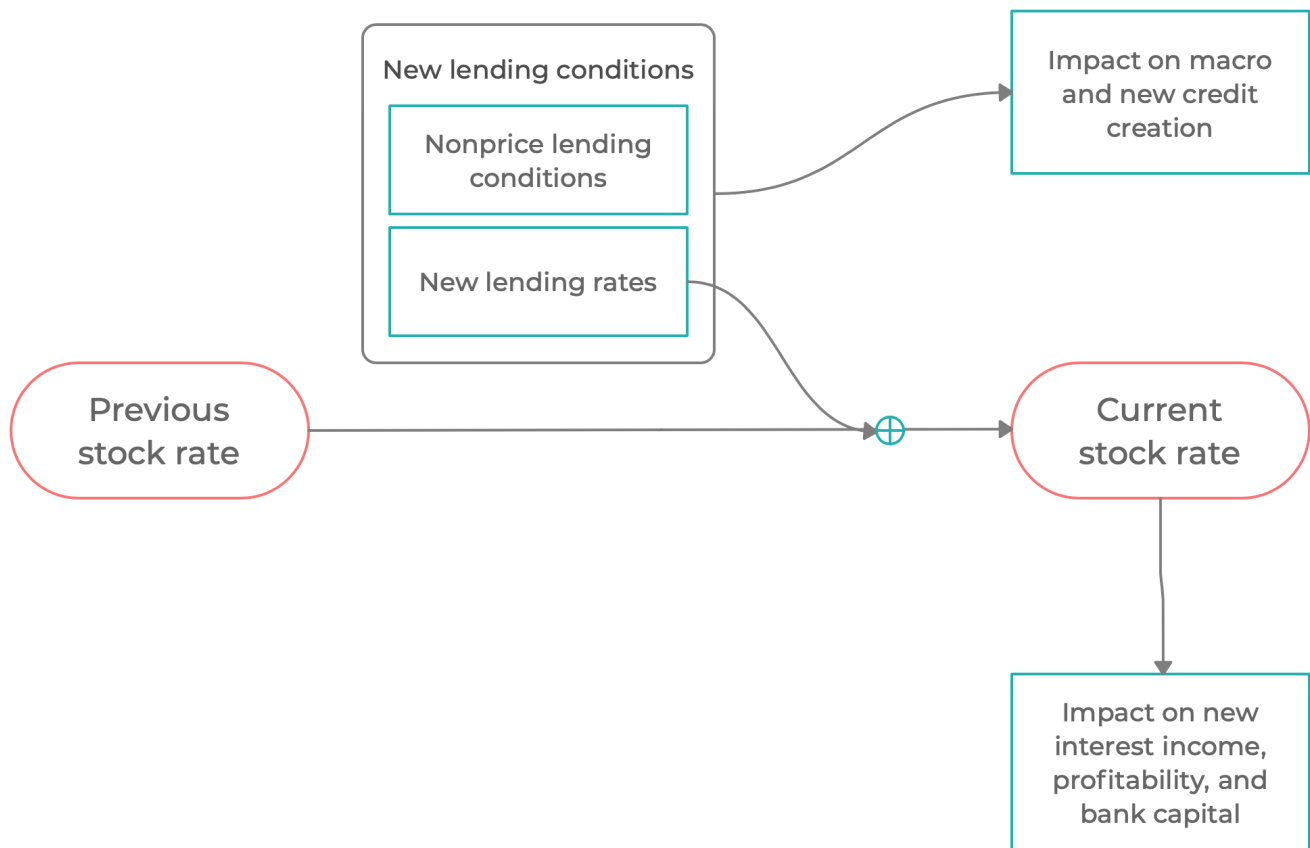 New lending conditions
Nonprice lending
conditions
New lending rates
Impact on macro
and new credit
creation
Previous
stock rate
Current
stock rate
Impact on new
interest income,
profitability, and
bank capital